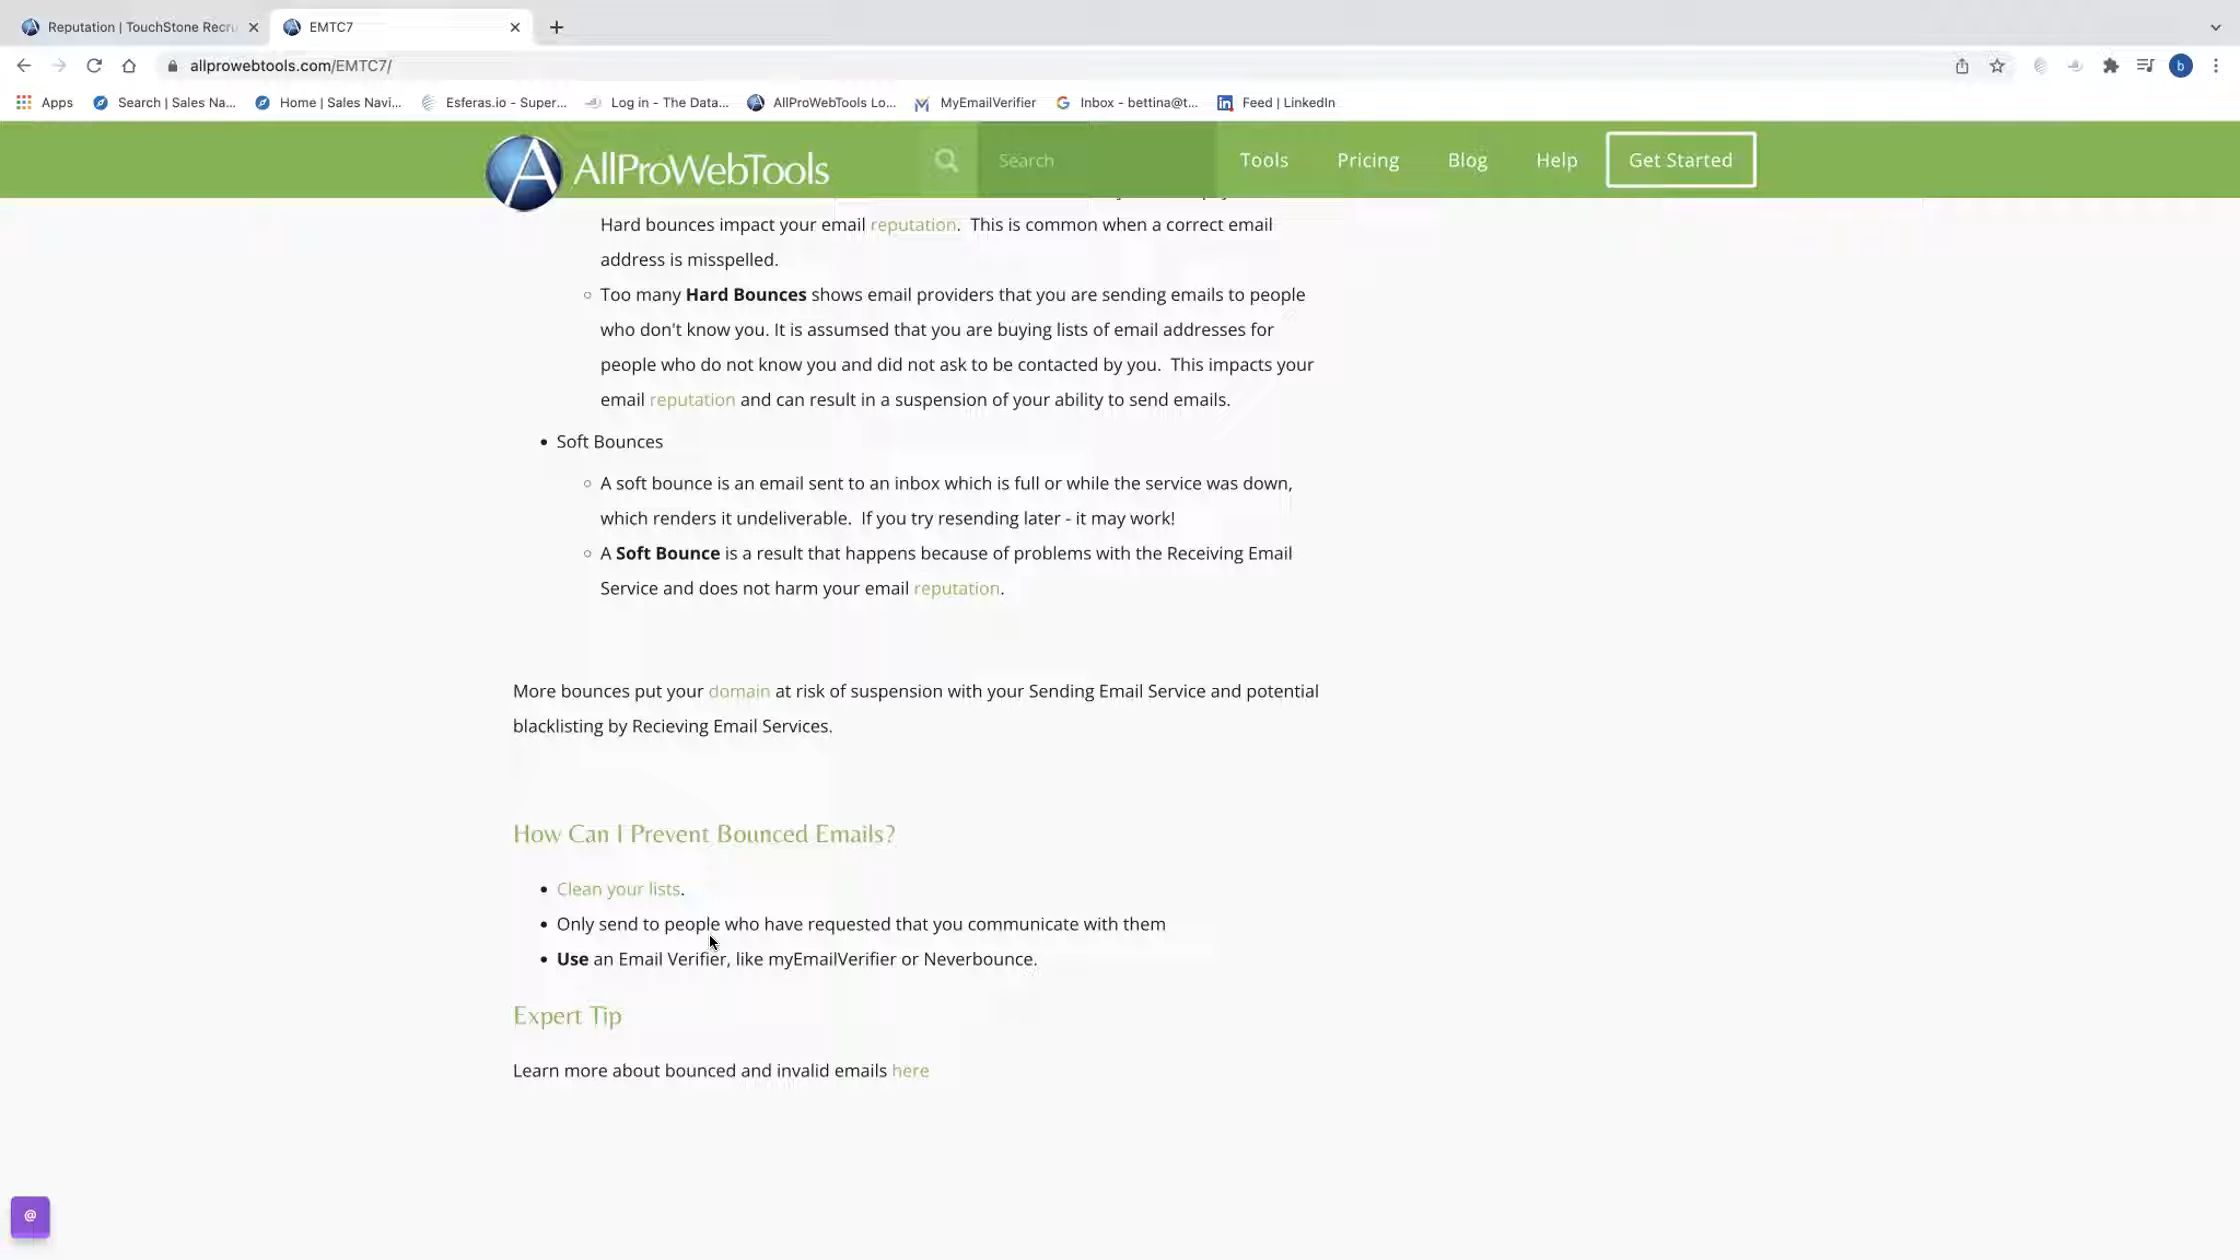 Reputation | TouchStone Recru
EMTC7
allprowebtools.com/EMTC7/
b
Apps
Search | Sales Na...
Home | Sales Navi...
Esferas.io - Super...
Log in - The Data...
AllProWebTools Lo...
MyEmailVerifier
Inbox - bettina@t...
Feed | LinkedIn
AllProWebTools
Search
Tools
Pricing
Blog
Help
Get Started
Hard bounces impact your email reputation. This is common when a correct email
address is misspelled.
Too many Hard Bounces shows email providers that you are sending emails to people
who don't know you. It is assumsed that you are buying lists of email addresses for
people who do not know you and did not ask to be contacted by you. This impacts your
email reputation and can result in a suspension of your ability to send emails.
Soft Bounces
A soft bounce is an email sent to an inbox which is full or while the service was down,
which renders it undeliverable. If you try resending later - it may work!
A Soft Bounce is a result that happens because of problems with the Receiving Email
Service and does not harm your email reputation.
More bounces put your domain at risk of suspension with your Sending Email Service and potential
blacklisting by Recieving Email Services.
How Can I Prevent Bounced Emails?
Clean your lists.
Only send to people who have requested that you communicate with them
Use an Email Verifier, like myEmailVerifier or Neverbounce.
Expert Tip
Learn more about bounced and invalid emails here
@